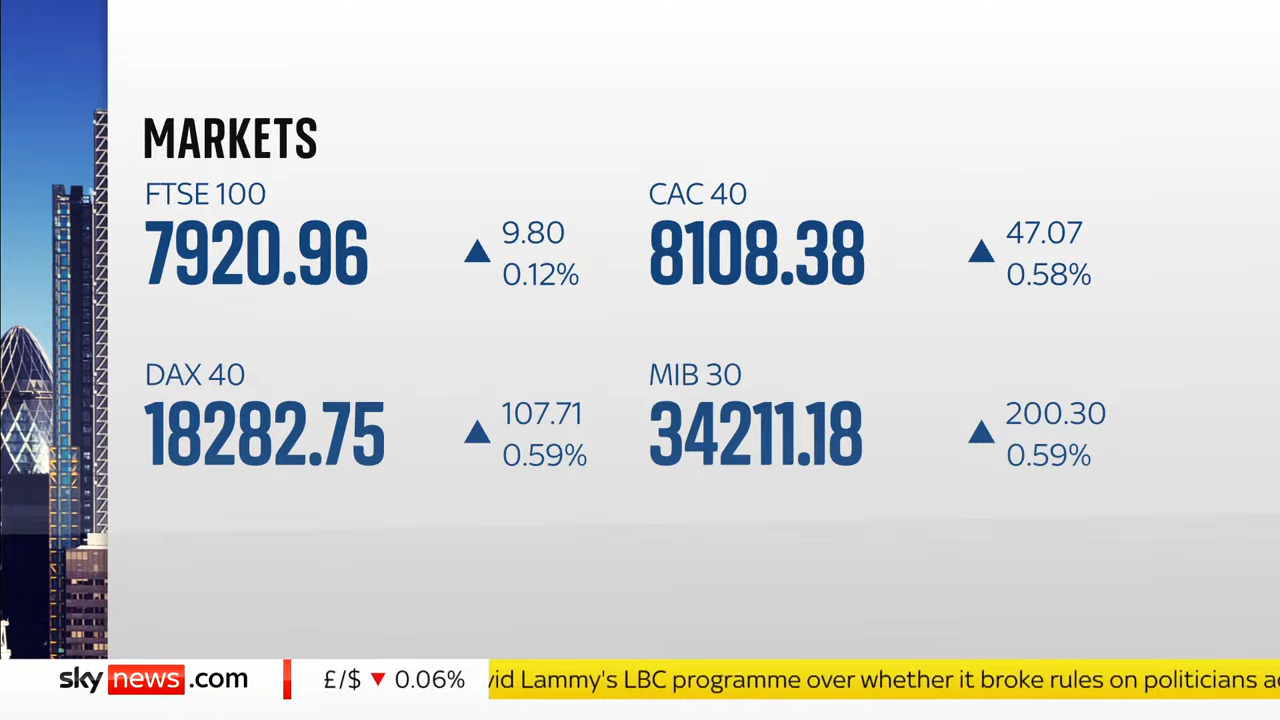 MARKETS
FTSE 100
7920.96
▲ 9.80
0.12%
CAC 40
8108.38
▲ 47.07
0.58%
DAX 40
18282.75
▲ 107.71
0.59%
MIB 30
34211.18
▲ 200.30
0.59%
sky news .com
£/$ ▼ 0.06%
Lammy's LBC programme over whether it broke rules on politicians